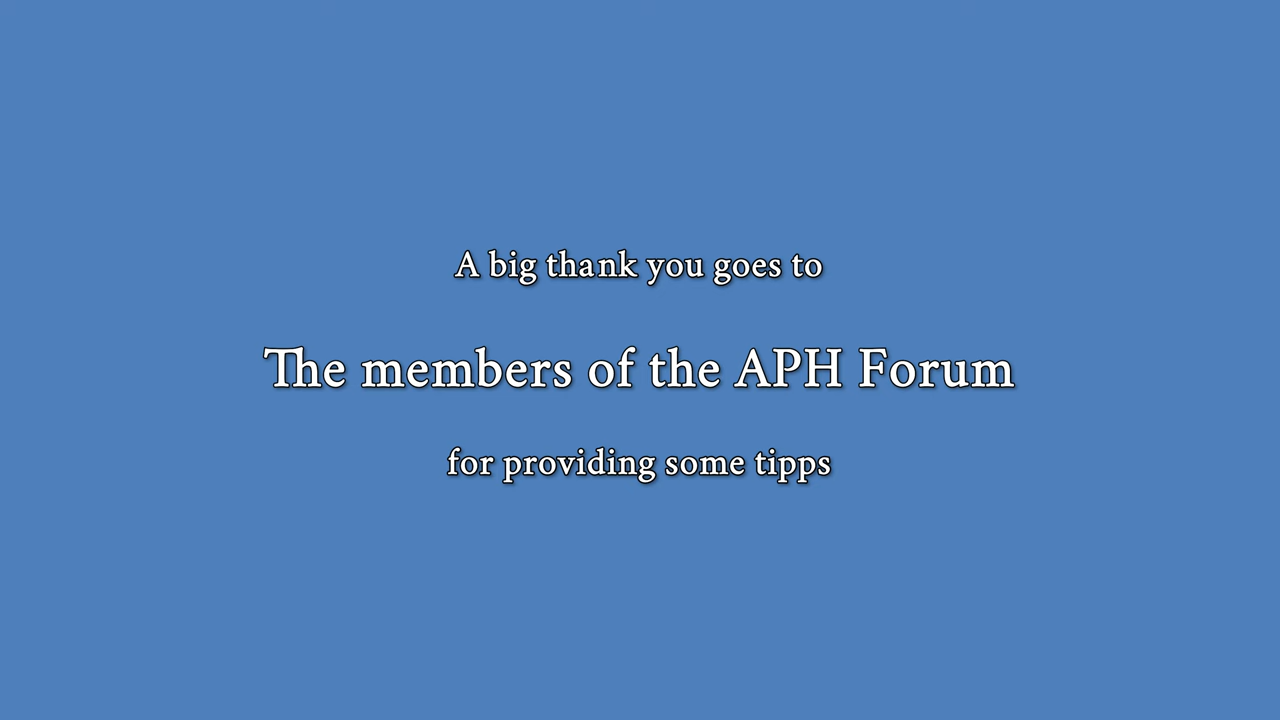 A big thank you goes to
The members of the APH Forum
for providing some tipps